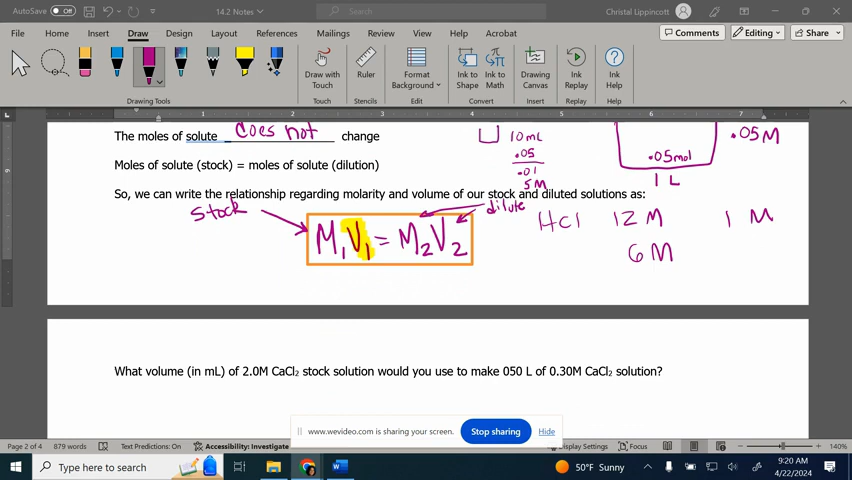 AutoSave Off 14.2 Notes Search Christal Lippincott
File Home Insert Draw Design Layout References Mailings Review View Help Acrobat Comments Editing Share
Draw with Touch Ruler Format Background Ink to Shape Ink to Math Drawing Canvas Ink Replay Ink Help
Drawing Tools Touch Stencils Edit Convert Insert Replay Help
The moles of solute does not change
10 mL
.05
.01
5M
.05mol
1 L
.05M
Moles of solute (stock) = moles of solute (dilution)
So, we can write the relationship regarding molarity and volume of our stock and diluted solutions as:
stock
dilute
M₁V₁ = M₂V₂
HCl 12 M 1 M
6 M
What volume (in mL) of 2.0M CaCl₂ stock solution would you use to make 050 L of 0.30M CaCl₂ solution?
www.wevideo.com is sharing your screen. Stop sharing Hide
Page 2 of 4 879 words Text Predictions: On Accessibility: Investigate Display Settings Focus 140%
Type here to search 50°F Sunny 9:20 AM
4/22/2024